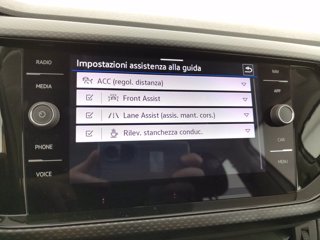 Impostazioni assistenza alla guida
RADIO
NAV
ACC (regol. distanza)
MEDIA
APP
Front Assist
Lane Assist (assis. mant. cors.)
CAR
Rilev. stanchezza conduc.
PHONE
MENU
VOICE